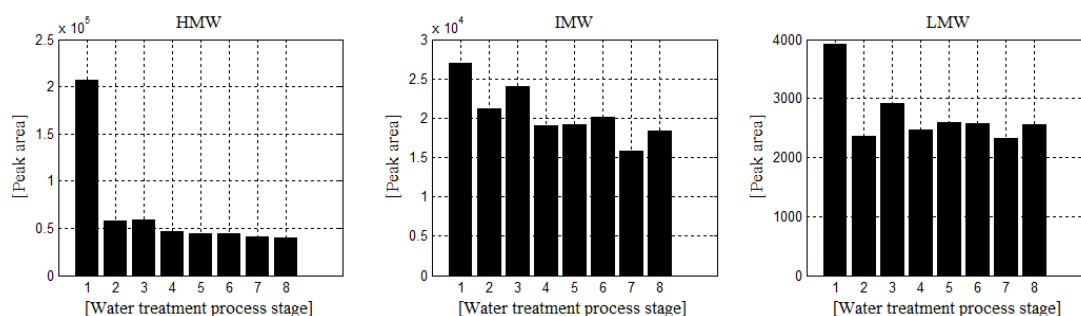 HMW
x 10^5
2.5
2
1.5
1
0.5
0
[Peak area]
1 2 3 4 5 6 7 8
[Water treatment process stage]
IMW
x 10^4
3
2.5
2
1.5
1
0.5
0
[Peak area]
1 2 3 4 5 6 7 8
[Water treatment process stage]
LMW
4000
3000
2000
1000
0
[Peak area]
1 2 3 4 5 6 7 8
[Water treatment process stage]